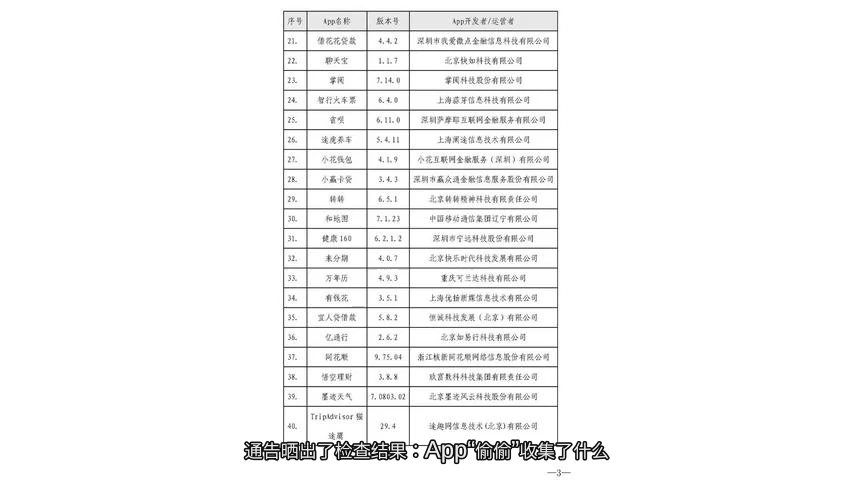 序号 App名称 版本号 App开发者/运营者
21. 借花花贷款 4.4.2 深圳市我爱微点金融信息科技有限公司
22. 聊天宝 1.1.7 北京快如科技有限公司
23. 掌阅 7.14.0 掌阅科技股份有限公司
24. 智行火车票 6.4.0 上海蓝芽信息科技有限公司
25. 省呗 6.11.0 深圳萨摩耶互联网金融服务有限公司
26. 途虎养车 5.4.11 上海阑途信息技术有限公司
27. 小花钱包 4.1.9 小花互联网金融服务（深圳）有限公司
28. 小赢卡贷 3.4.3 深圳市赢众通金融信息服务股份有限公司
29. 转转 6.5.1 北京转转精神科技有限责任公司
30. 和地图 7.1.23 中国移动通信集团辽宁有限公司
31. 健康160 6.2.1.2 深圳市宁远科技股份有限公司
32. 来分期 4.0.7 北京快乐时代科技发展有限公司
33. 万年历 4.9.3 重庆可兰达科技有限公司
34. 有钱花 3.5.1 上海优扬新媒信息技术有限公司
35. 宜人贷借款 5.8.2 恒诚科技发展（北京）有限公司
36. 亿通行 2.6.2 北京如易行科技有限公司
37. 同花顺 9.75.04 浙江核新同花顺网络信息股份有限公司
38. 悟空理财 3.8.8 玖富数科科技集团有限责任公司
39. 墨迹天气 7.0803.02 北京墨迹风云科技股份有限公司
40. TripAdvisor猫途鹰 29.4 途趣网信息技术(北京)有限公司
通告晒出了检查结果：App“偷偷”收集了什么
—3—